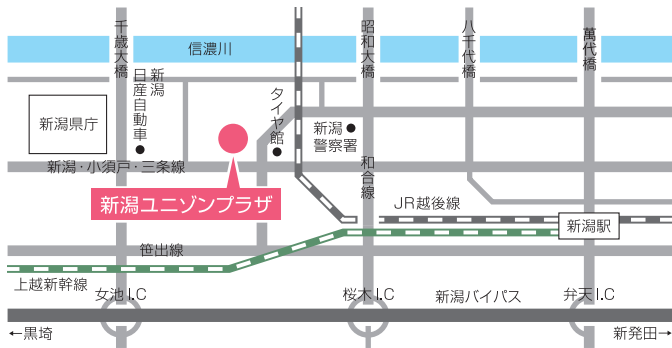 千歳大橋
信濃川
昭和大橋
八千代橋
萬代橋
新潟
日産自動車
タイヤ館
新潟県庁
新潟
警察署
新潟・小須戸・三条線
和合線
新潟ユニゾンプラザ
JR越後線
新潟駅
笹出線
上越新幹線
女池I.C
桜木I.C
新潟バイパス
弁天I.C
←黒埼
新発田→